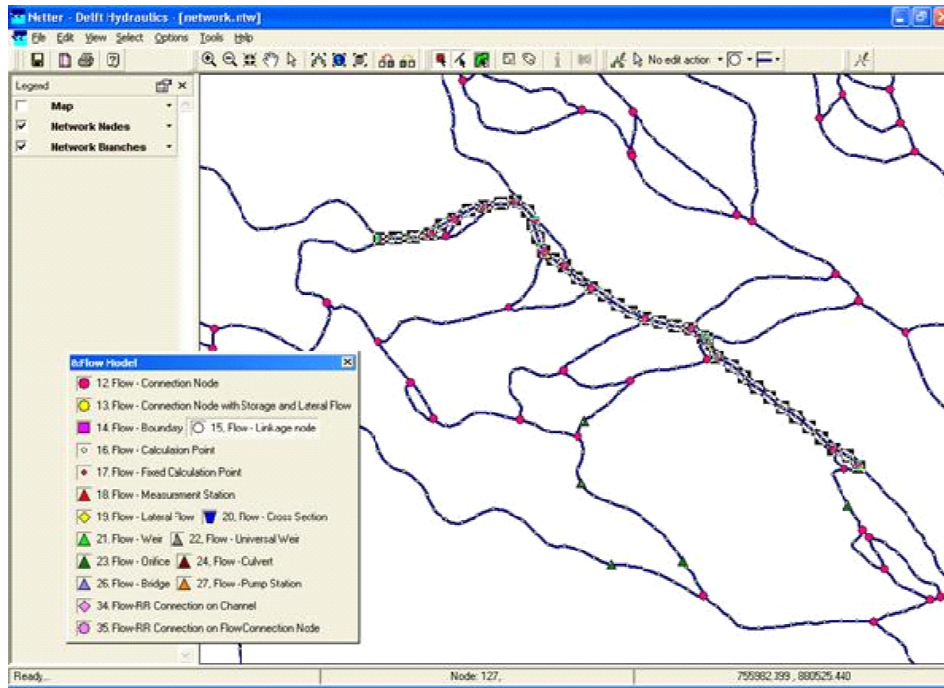 Netter - Delft Hydraulics - [network.ntw]
File Edit View Select Options Tools Help
No edit action
Legend
Map
Network Nodes
Network Branches
Flow Model
12. Flow - Connection Node
13. Flow - Connection Node with Storage and Lateral Flow
14. Flow - Boundary 15. Flow - Linkage node
16. Flow - Calculation Point
17. Flow - Fixed Calculation Point
18. Flow - Measurement Station
19. Flow - Lateral Flow 20. Flow - Cross Section
21. Flow - Weir 22. Flow - Universal Weir
23. Flow - Orifice 24. Flow - Culvert
26. Flow - Bridge 27. Flow - Pump Station
34. Flow-RR Connection on Channel
35. Flow-RR Connection on Flow Connection Node
Ready...
Node: 127,
755982.399 , 880525.440